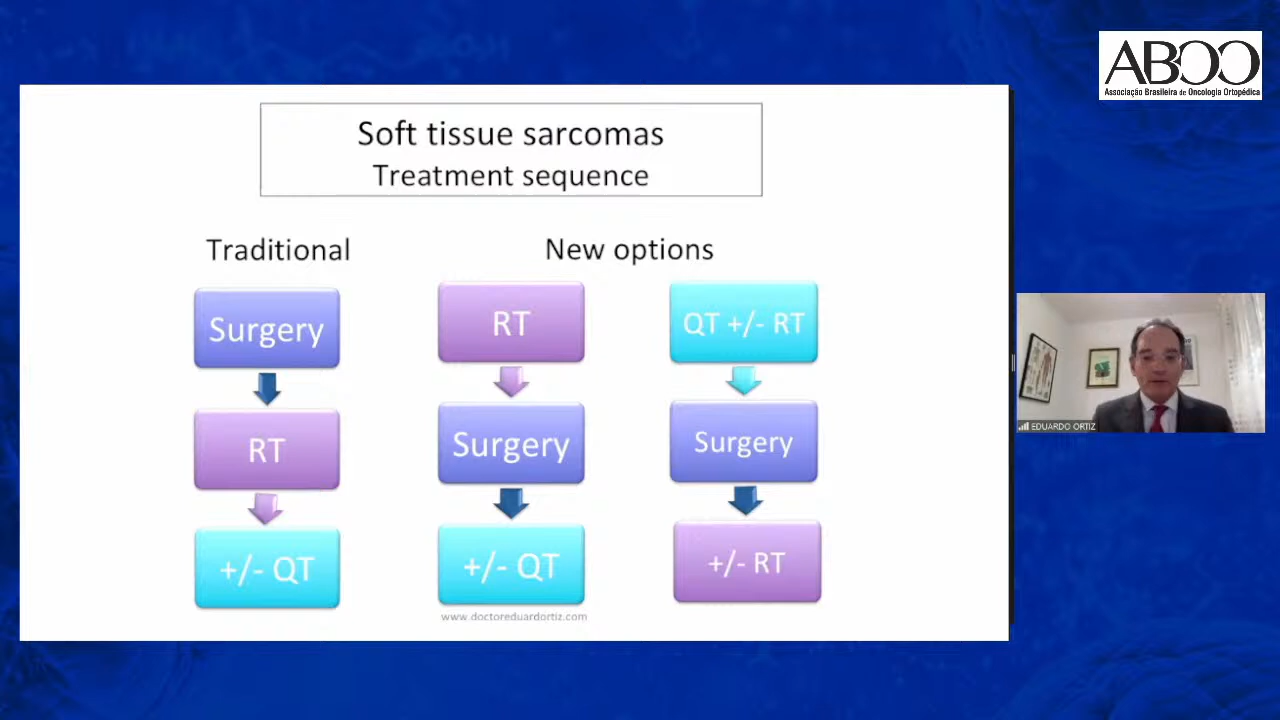 ABOO
Associação Brasileira de Oncologia Ortopédica
Soft tissue sarcomas
Treatment sequence
Traditional
New options
Surgery
RT
+/- QT
RT
Surgery
+/- QT
QT +/- RT
Surgery
+/- RT
www.doctoreduardortiz.com
EDUARDO ORTIZ